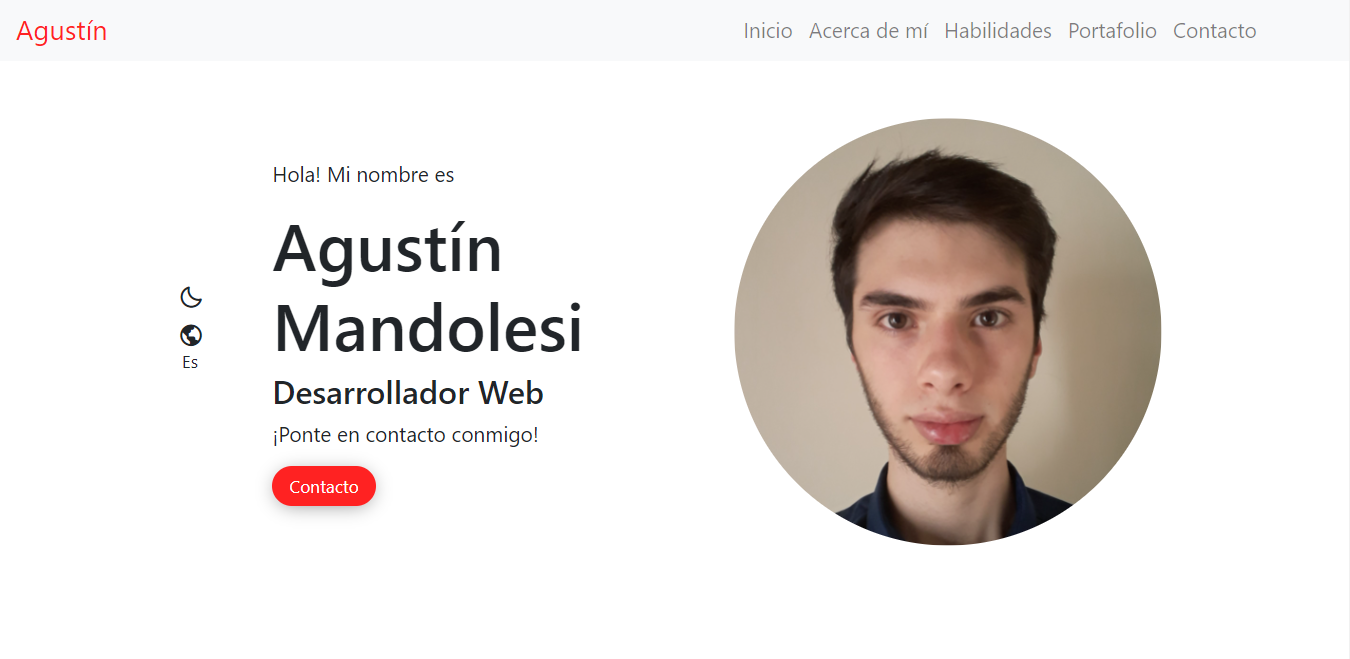 Agustín
Inicio Acerca de mí Habilidades Portafolio Contacto
Hola! Mi nombre es
Agustín
Mandolesi
Desarrollador Web
¡Ponte en contacto conmigo!
Contacto
Es